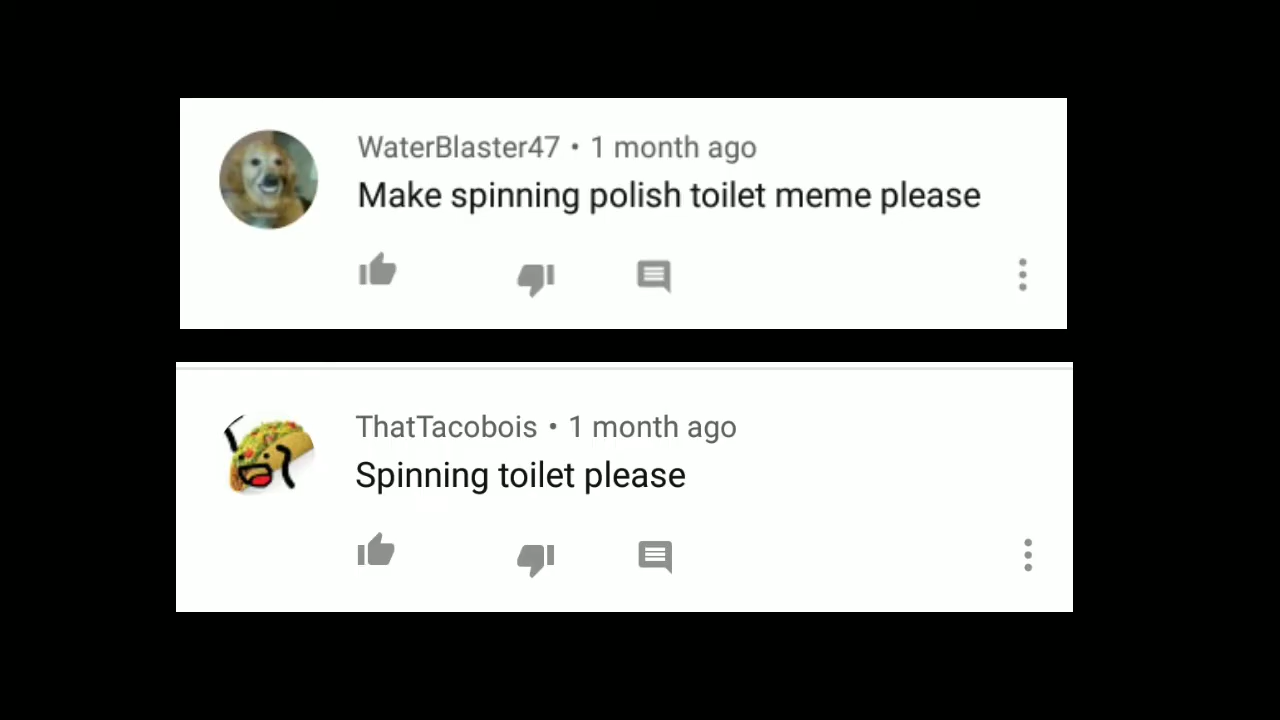 WaterBlaster47 • 1 month ago
Make spinning polish toilet meme please
ThatTacobois • 1 month ago
Spinning toilet please